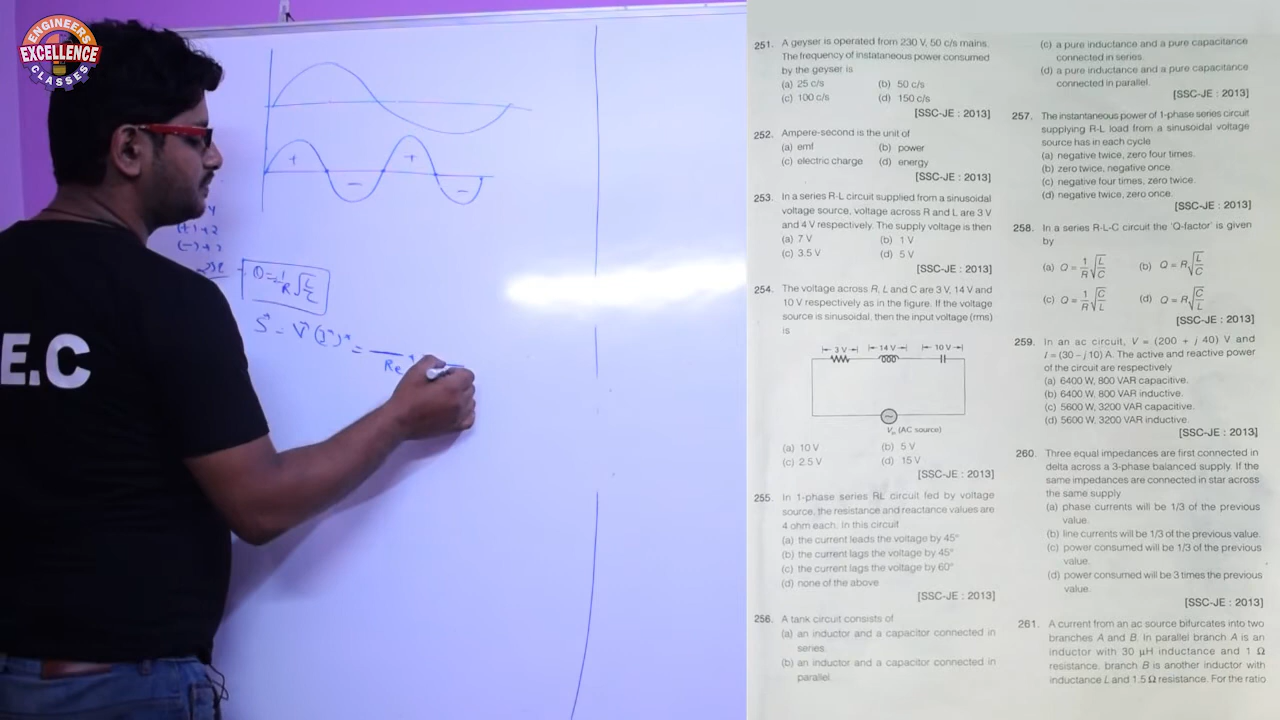 ENGINEERS
EXCELLENCE
CLASSES
E.C
+
+
−
−
(+) → 2
Q = 1/R √L/C
S = V (I)* =
251. A geyser is operated from 230 V, 50 c/s mains.
The frequency of instataneous power consumed
by the geyser is
(a) 25 c/s (b) 50 c/s
(c) 100 c/s (d) 150 c/s
[SSC-JE : 2013]
252. Ampere-second is the unit of
(a) emf (b) power
(c) electric charge (d) energy
[SSC-JE : 2013]
253. In a series R-L circuit supplied from a sinusoidal
voltage source, voltage across R and L are 3 V
and 4 V respectively. The supply voltage is then
(a) 7 V (b) 1 V
(c) 3.5 V (d) 5 V
[SSC-JE : 2013]
254. The voltage across R, L and C are 3 V, 14 V and
10 V respectively as in the figure. If the voltage
source is sinusoidal, then the input voltage (rms)
is
3 V 14 V 10 V
(AC source)
(a) 10 V (b) 5 V
(c) 2.5 V (d) 15 V
[SSC-JE : 2013]
255. In 1-phase series RL circuit fed by voltage
source, the resistance and reactance values are
4 ohm each. In this circuit
(a) the current leads the voltage by 45°
(b) the current lags the voltage by 45°
(c) the current lags the voltage by 60°
(d) none of the above
[SSC-JE : 2013]
256. A tank circuit consists of
(a) an inductor and a capacitor connected in
series.
(b) an inductor and a capacitor connected in
parallel.
(c) a pure inductance and a pure capacitance
connected in series.
(d) a pure inductance and a pure capacitance
connected in parallel.
[SSC-JE : 2013]
257. The instantaneous power of 1-phase series circuit
supplying R-L load from a sinusoidal voltage
source has in each cycle
(a) negative twice, zero four times.
(b) zero twice, negative once.
(c) negative four times, zero twice.
(d) negative twice, zero once.
[SSC-JE : 2013]
258. In a series R-L-C circuit the 'Q-factor' is given
by
(a) Q = 1/R √L/C (b) Q = R√L/C
(c) Q = 1/R √C/L (d) Q = R√C/L
[SSC-JE : 2013]
259. In an ac circuit, V = (200 + j 40) V and
I = (30 – j 10) A. The active and reactive power
of the circuit are respectively
(a) 6400 W, 800 VAR capacitive.
(b) 6400 W, 800 VAR inductive.
(c) 5600 W, 3200 VAR capacitive.
(d) 5600 W, 3200 VAR inductive.
[SSC-JE : 2013]
260. Three equal impedances are first connected in
delta across a 3-phase balanced supply. If the
same impedances are connected in star across
the same supply
(a) phase currents will be 1/3 of the previous
value.
(b) line currents will be 1/3 of the previous value.
(c) power consumed will be 1/3 of the previous
value.
(d) power consumed will be 3 times the previous
value.
[SSC-JE : 2013]
261. A current from an ac source bifurcates into two
branches A and B. In parallel branch A is an
inductor with 30 μH inductance and 1 Ω
resistance, branch B is another inductor with
inductance L and 1.5 Ω resistance. For the ratio